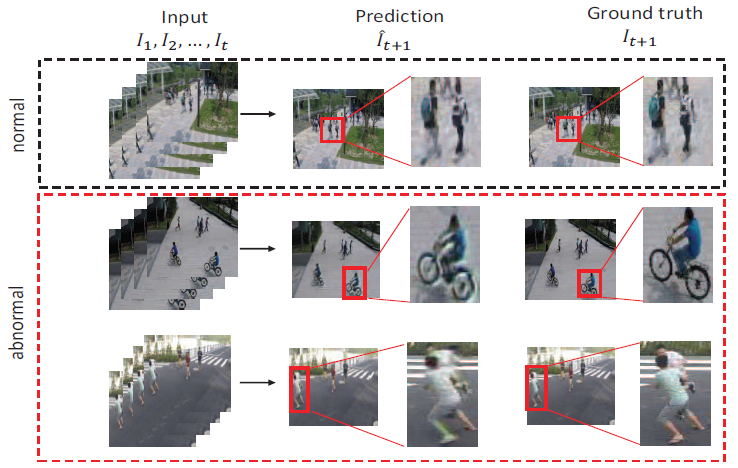 Input
Prediction
Ground truth
I₁, I₂, ..., Iₜ
Îₜ₊₁
Iₜ₊₁
normal
abnormal